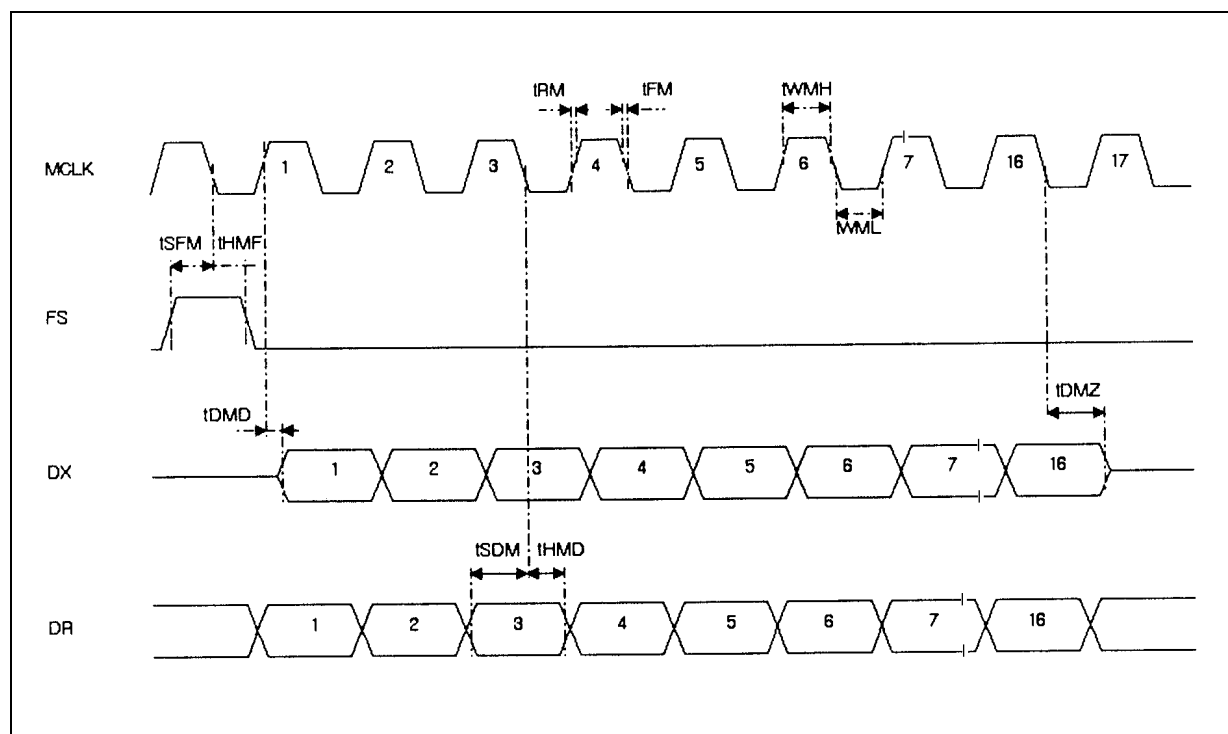 tRM tFM tWMH
MCLK 1 2 3 4 5 6 7 16 17
tWML
tSFM tHMF
FS
tDMD tDMZ
DX 1 2 3 4 5 6 7 16
tSDM tHMD
DR 1 2 3 4 5 6 7 16